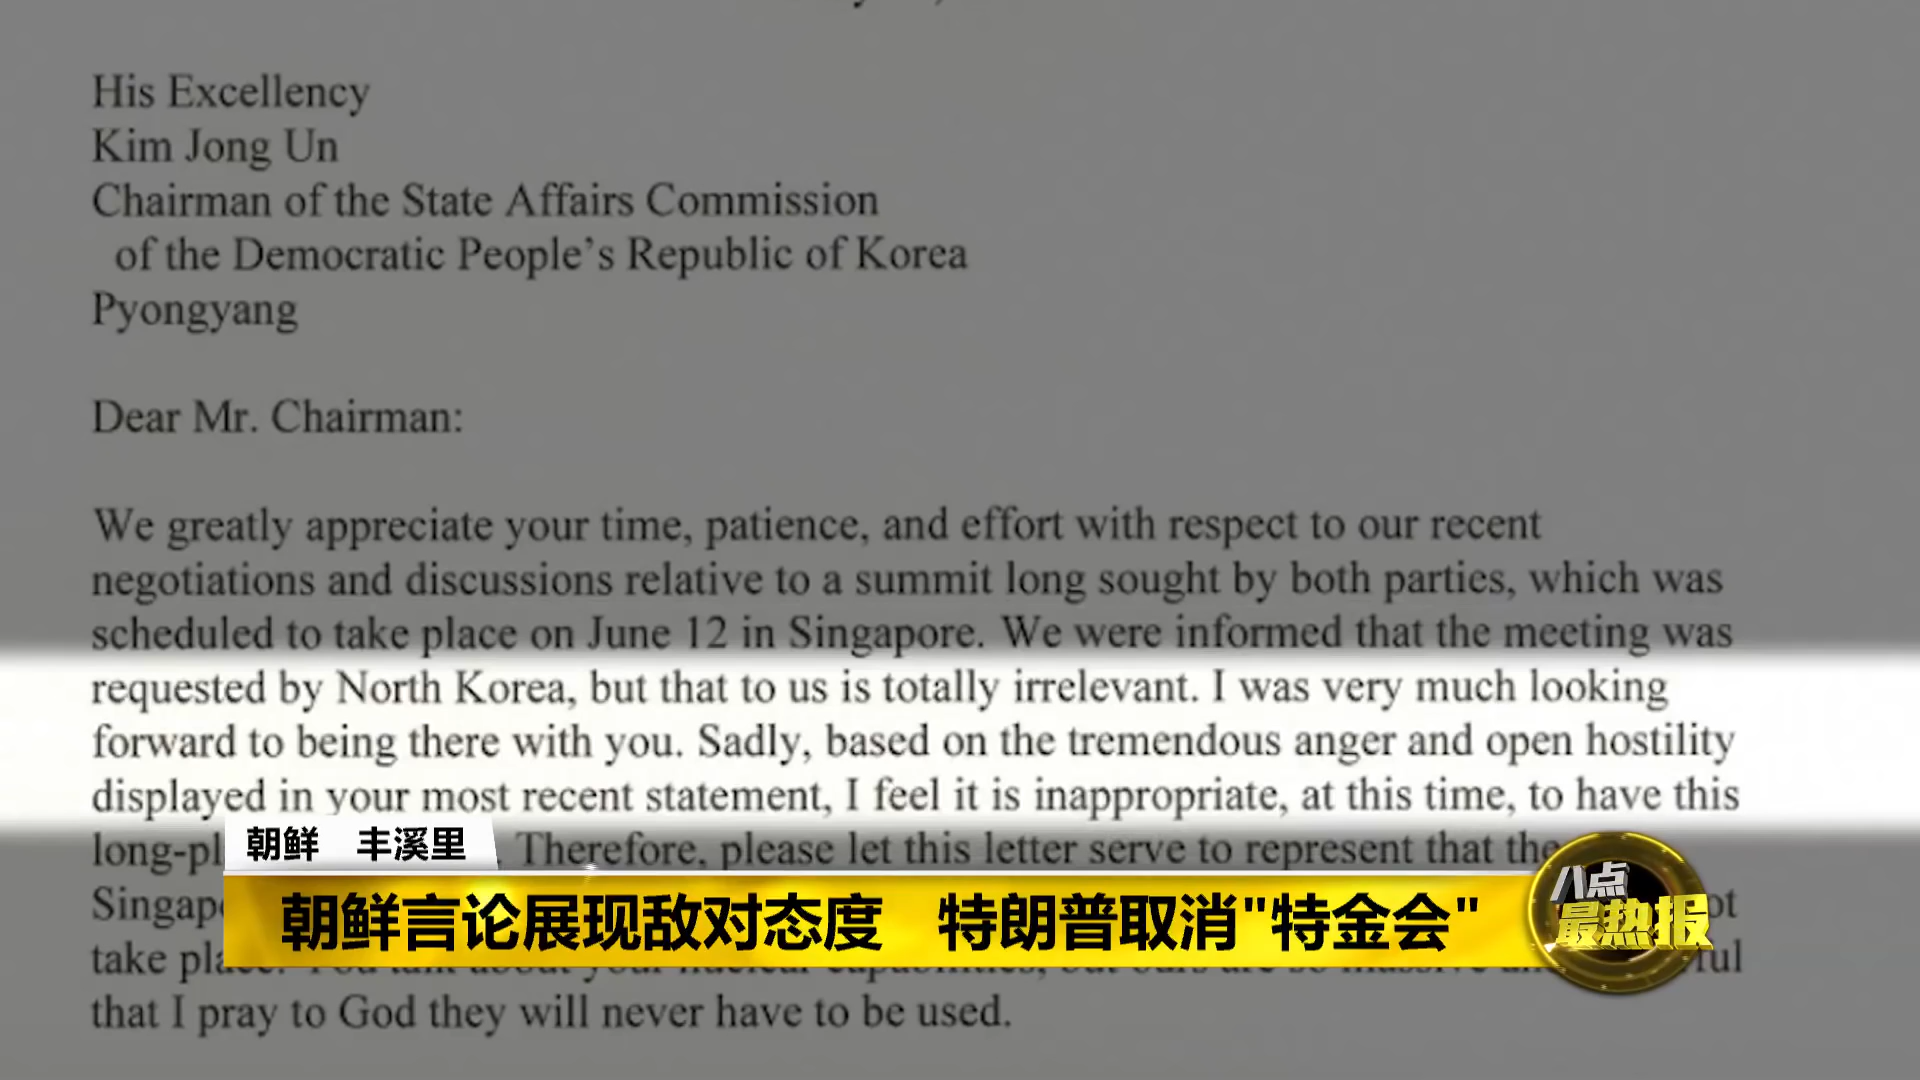 His Excellency
Kim Jong Un
Chairman of the State Affairs Commission
of the Democratic People's Republic of Korea
Pyongyang
Dear Mr. Chairman:
We greatly appreciate your time, patience, and effort with respect to our recent
negotiations and discussions relative to a summit long sought by both parties, which was
scheduled to take place on June 12 in Singapore. We were informed that the meeting was
requested by North Korea, but that to us is totally irrelevant. I was very much looking
forward to being there with you. Sadly, based on the tremendous anger and open hostility
displayed in your most recent statement, I feel it is inappropriate, at this time, to have this
Therefore, please let this letter serve to represent that the
take
that I pray to God they will never have to be used.
朝鲜 丰溪里
朝鲜言论展现敌对态度 特朗普取消"特金会"
八点
最热报